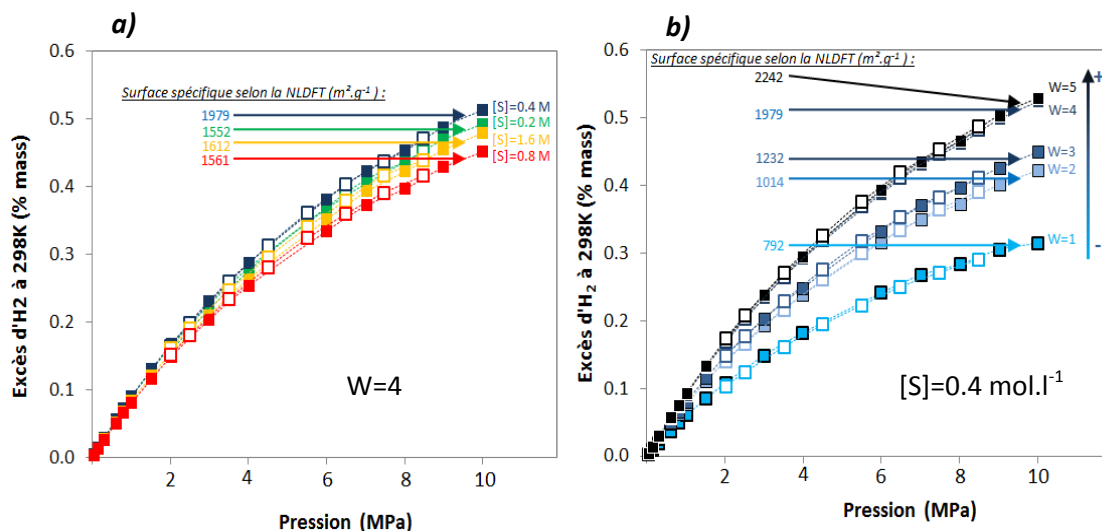 a)
Excès d'H2 à 298K (% mass)
0.6
0.5
0.4
0.3
0.2
0.1
0.0
Surface spécifique selon la NLDFT (m².g⁻¹) :
1979
1552
1612
1561
[S]=0.4 M
[S]=0.2 M
[S]=1.6 M
[S]=0.8 M
W=4
2 4 6 8 10
Pression (MPa)
b)
Excès d'H₂ à 298K (% mass)
0.6
0.5
0.4
0.3
0.2
0.1
0.0
Surface spécifique selon la NLDFT (m².g⁻¹) :
2242
1979
1232
1014
792
W=5
W=4
W=3
W=2
W=1
+
-
[S]=0.4 mol.l⁻¹
2 4 6 8 10
Pression (MPa)